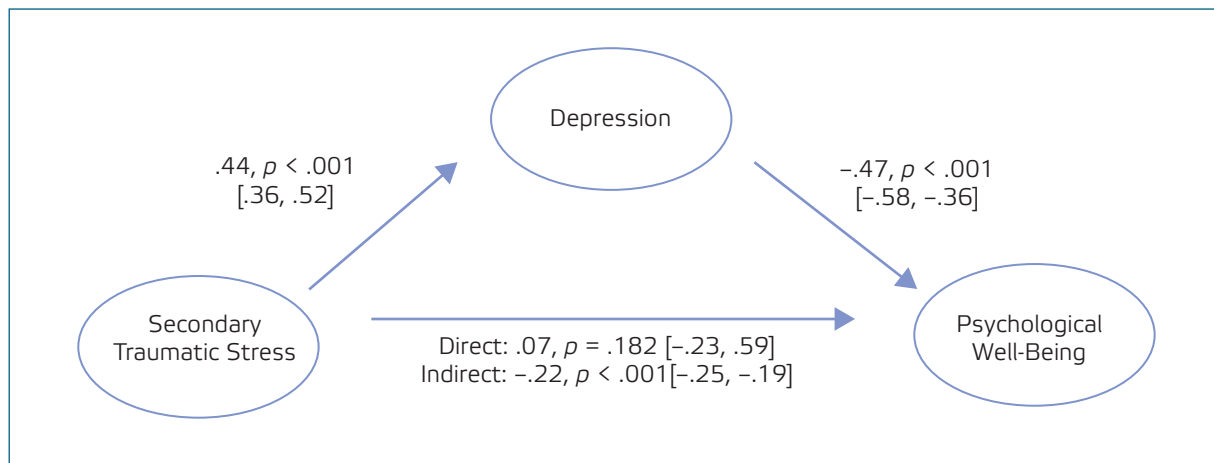 Depression
.44, p < .001
[.36, .52]
–.47, p < .001
[–.58, –.36]
Secondary
Traumatic Stress
Psychological
Well-Being
Direct: .07, p = .182 [–.23, .59]
Indirect: –.22, p < .001[–.25, –.19]